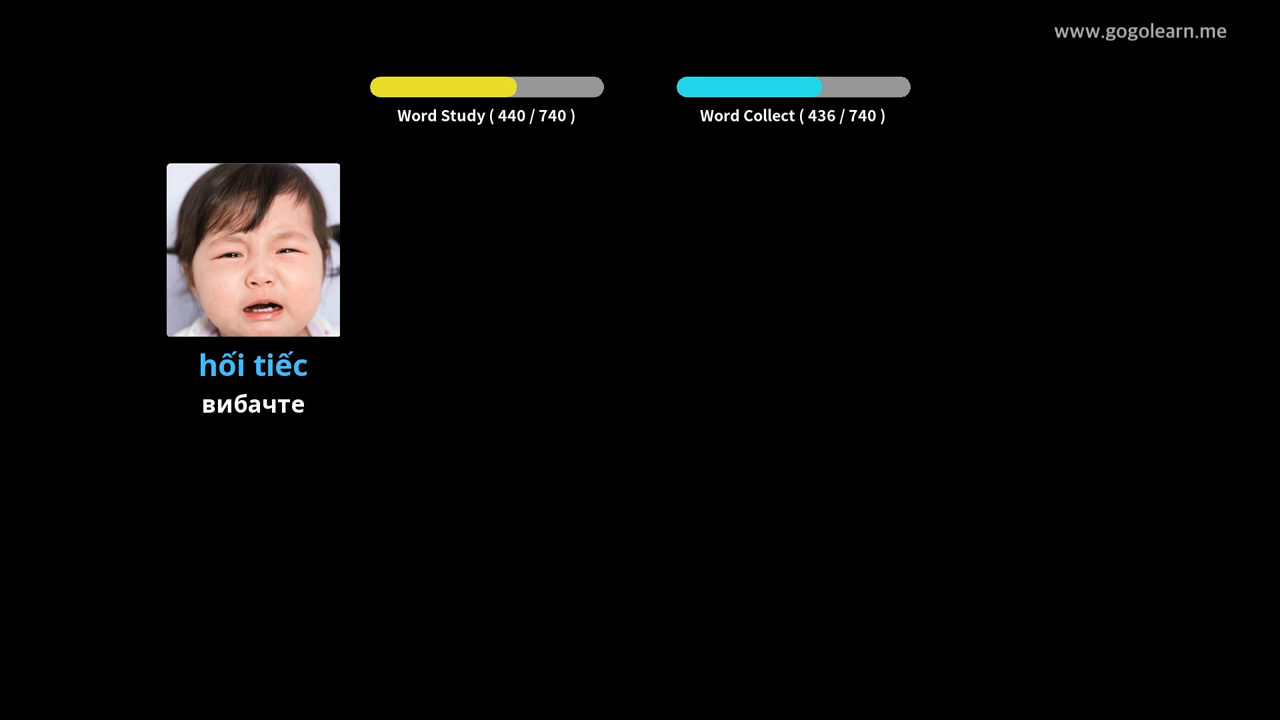 www.gogolearn.me
Word Study ( 440 / 740 )
Word Collect ( 436 / 740 )
hối tiếc
вибачте